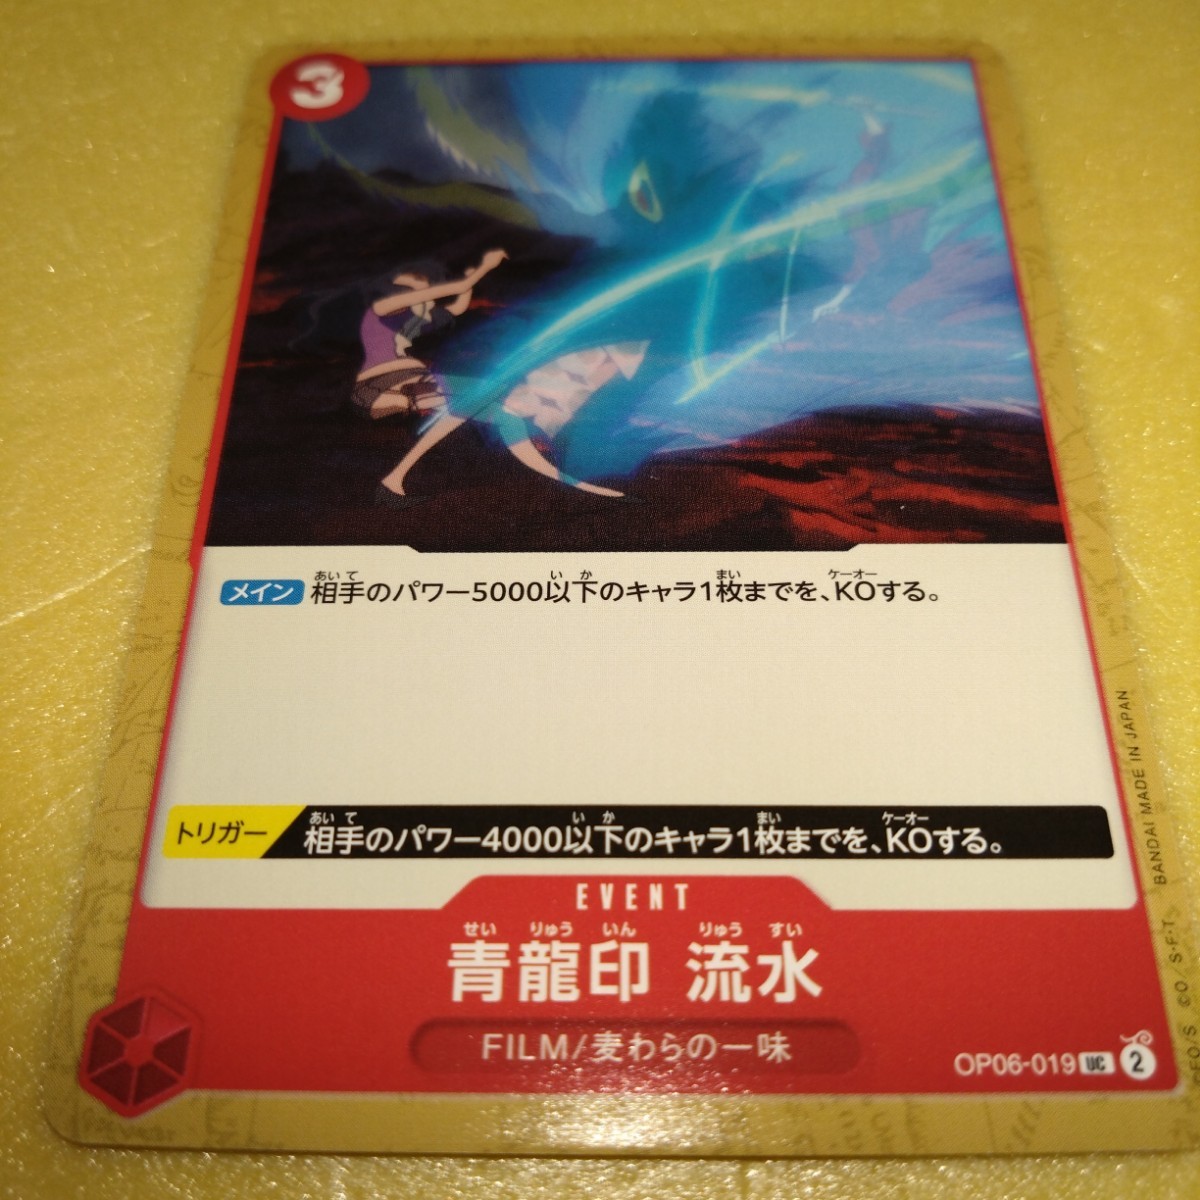 3
メイン 相手のパワー5000以下のキャラ1枚までを、KOする。
トリガー 相手のパワー4000以下のキャラ1枚までを、KOする。
EVENT
青龍印 流水
FILM/麦わらの一味
OP06-019 UC 2
BANDAI MADE IN JAPAN
©O/S・F・T